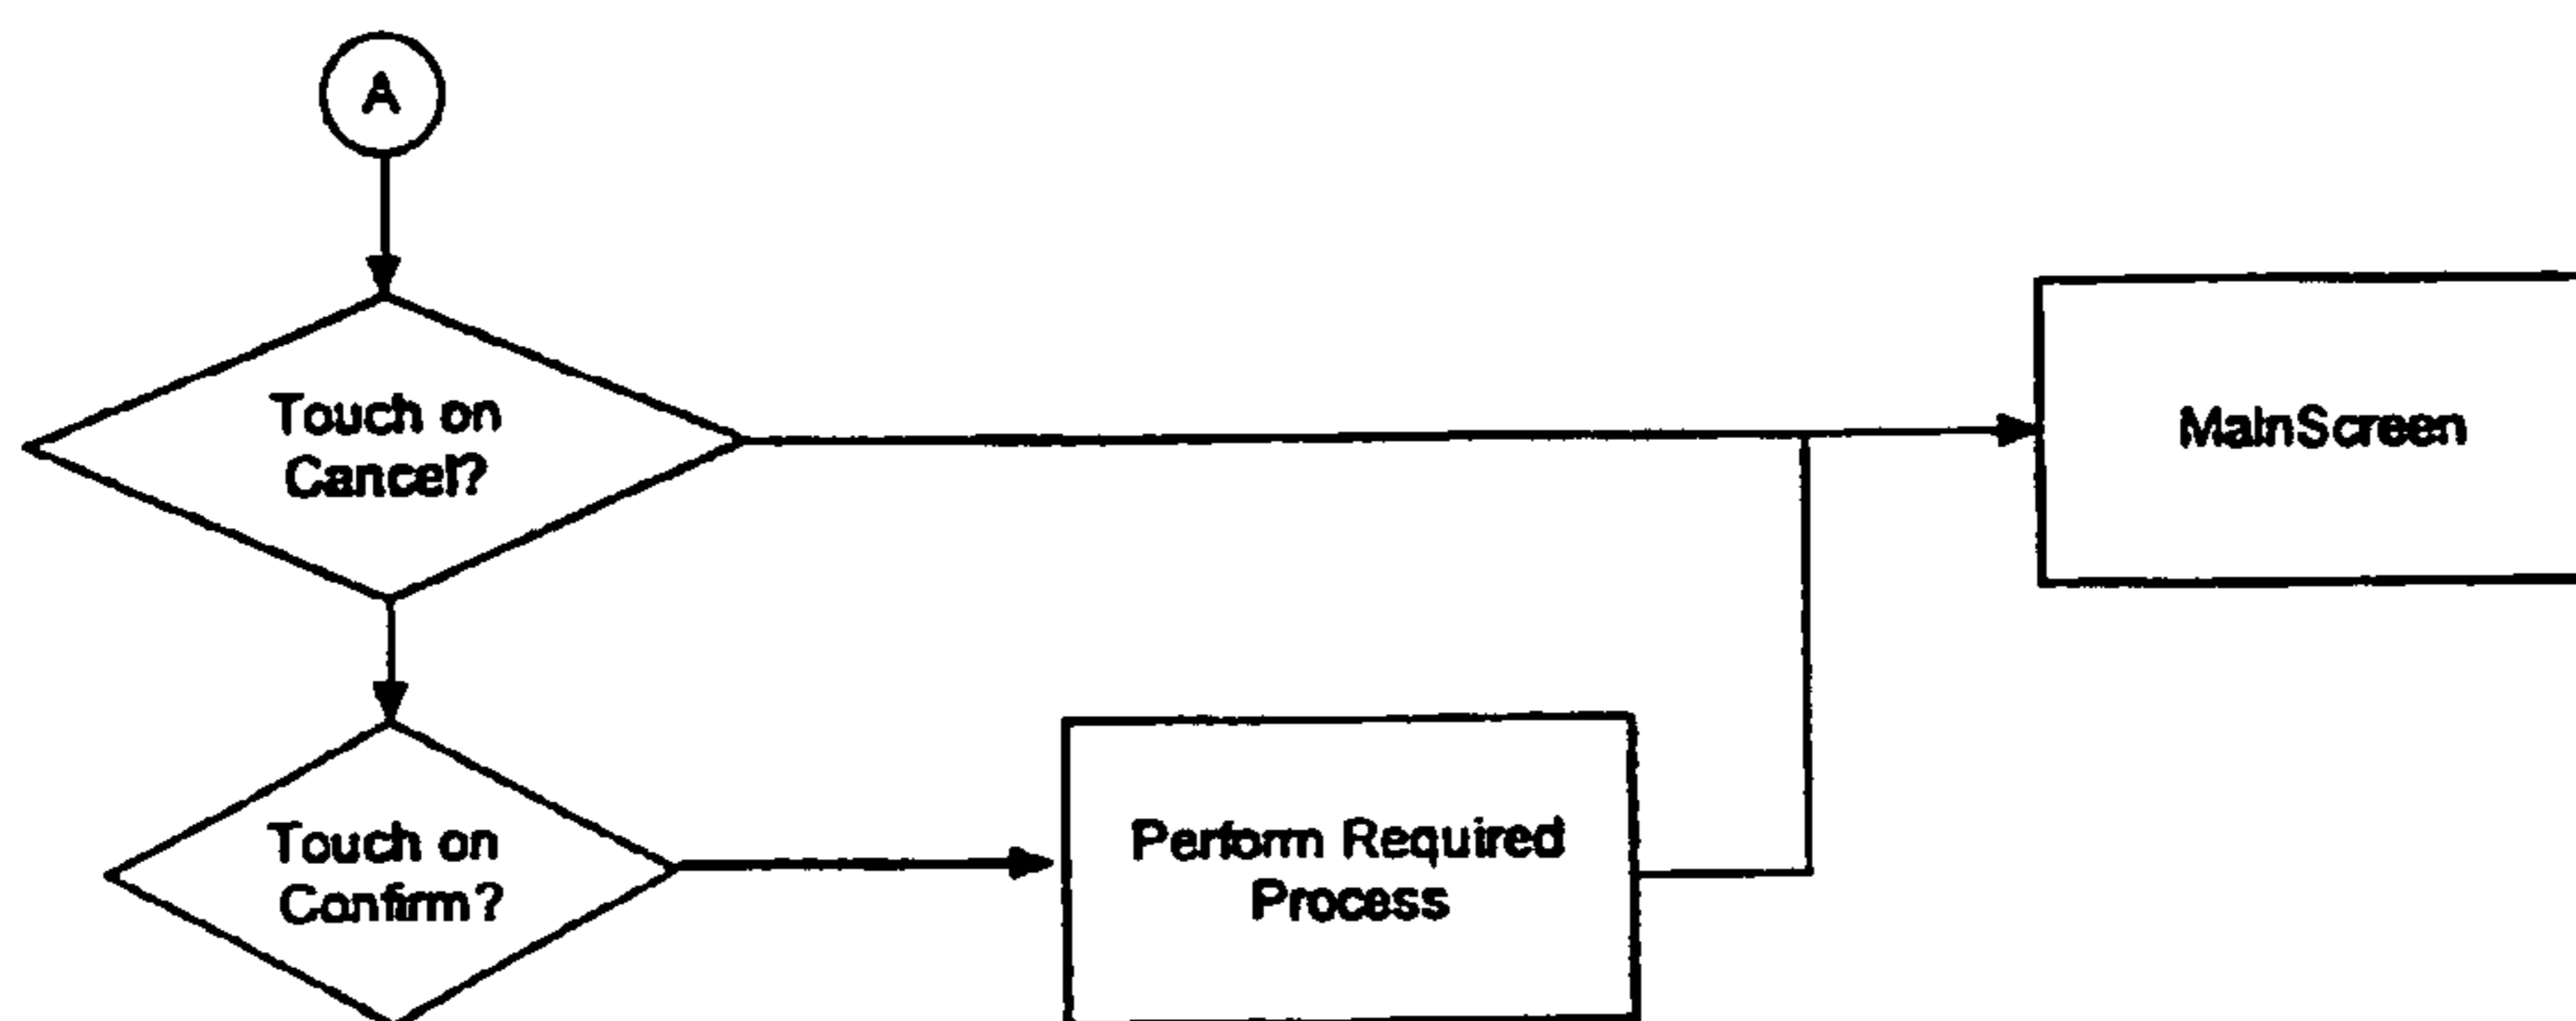 A
Touch on
Cancel?
MainScreen
Touch on
Confirm?
Perform Required
Process